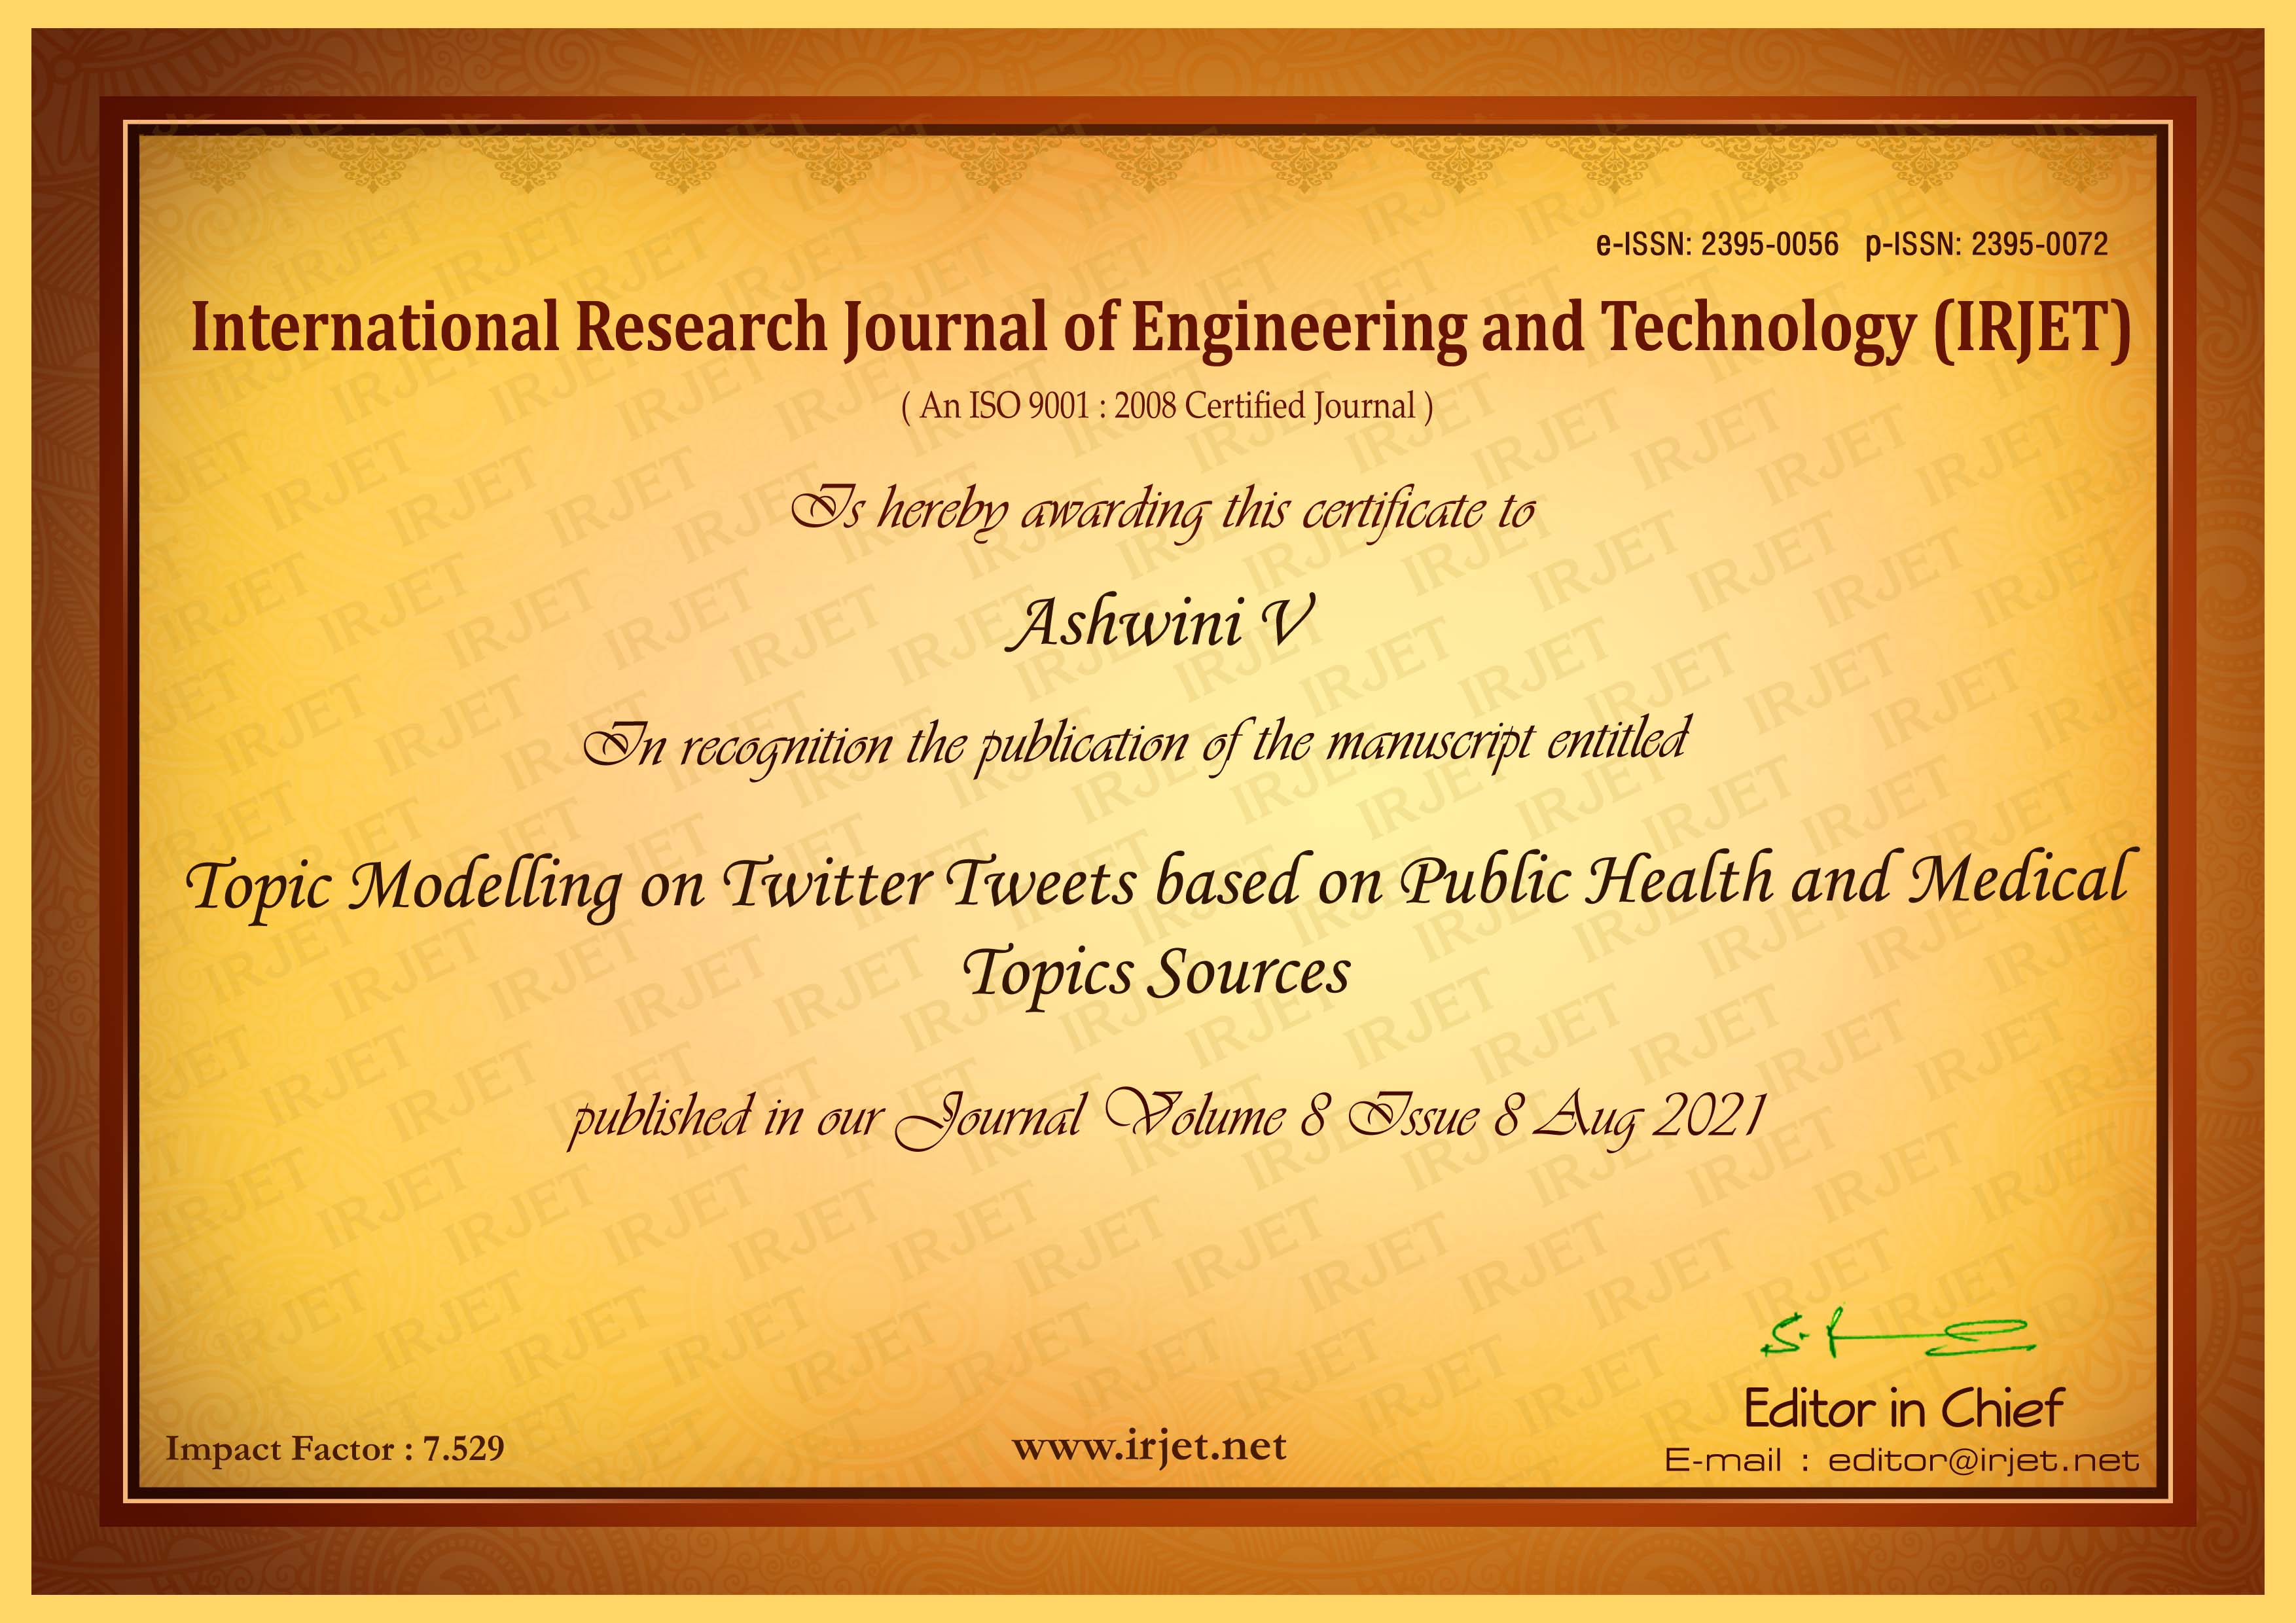 e-ISSN: 2395-0056 p-ISSN: 2395-0072
International Research Journal of Engineering and Technology (IRJET)
( An ISO 9001 : 2008 Certified Journal )
Is hereby awarding this certificate to
Ashwini V
In recognition the publication of the manuscript entitled
Topic Modelling on Twitter Tweets based on Public Health and Medical
Topics Sources
published in our Journal Volume 8 Issue 8 Aug 2021
Editor in Chief
Impact Factor : 7.529
www.irjet.net
E-mail : editor@irjet.net